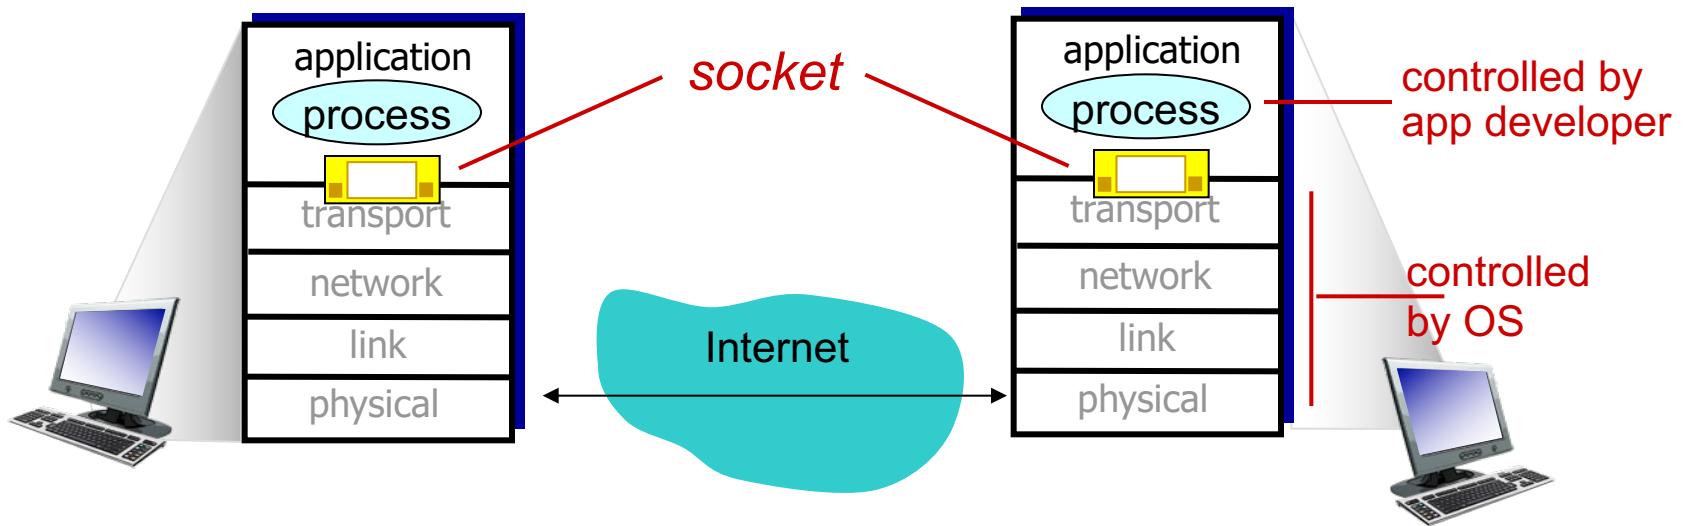 application
process
transport
network
link
physical
socket
Internet
application
process
transport
network
link
physical
controlled by
app developer
controlled
by OS